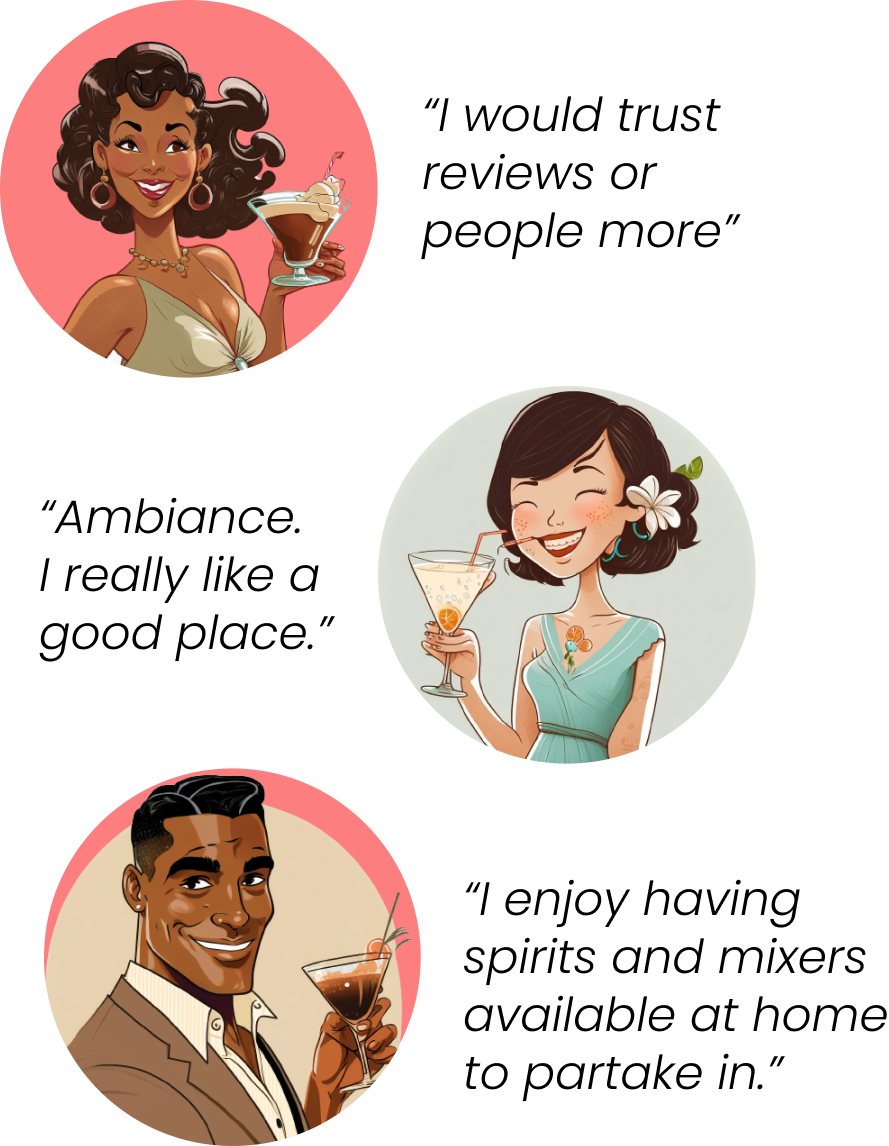 “I would trust
reviews or
people more”
“Ambiance.
I really like a
good place.”
“I enjoy having
spirits and mixers
available at home
to partake in.”